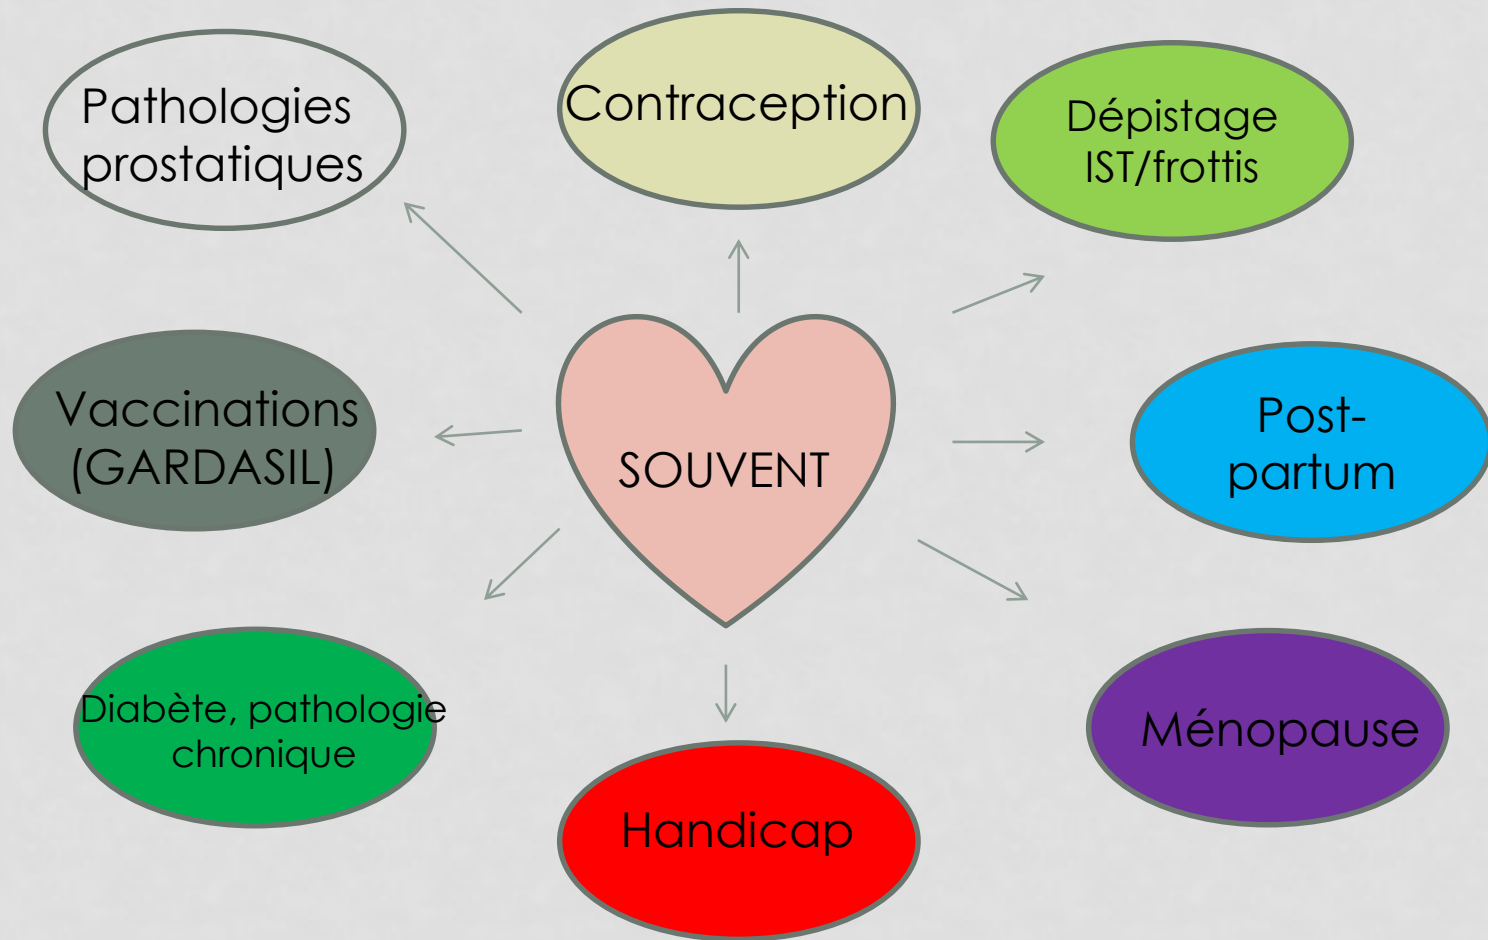 Pathologies
prostatiques
Contraception
Dépistage
IST/frottis
Vaccinations
(GARDASIL)
SOUVENT
Post-
partum
Diabète, pathologie
chronique
Handicap
Ménopause